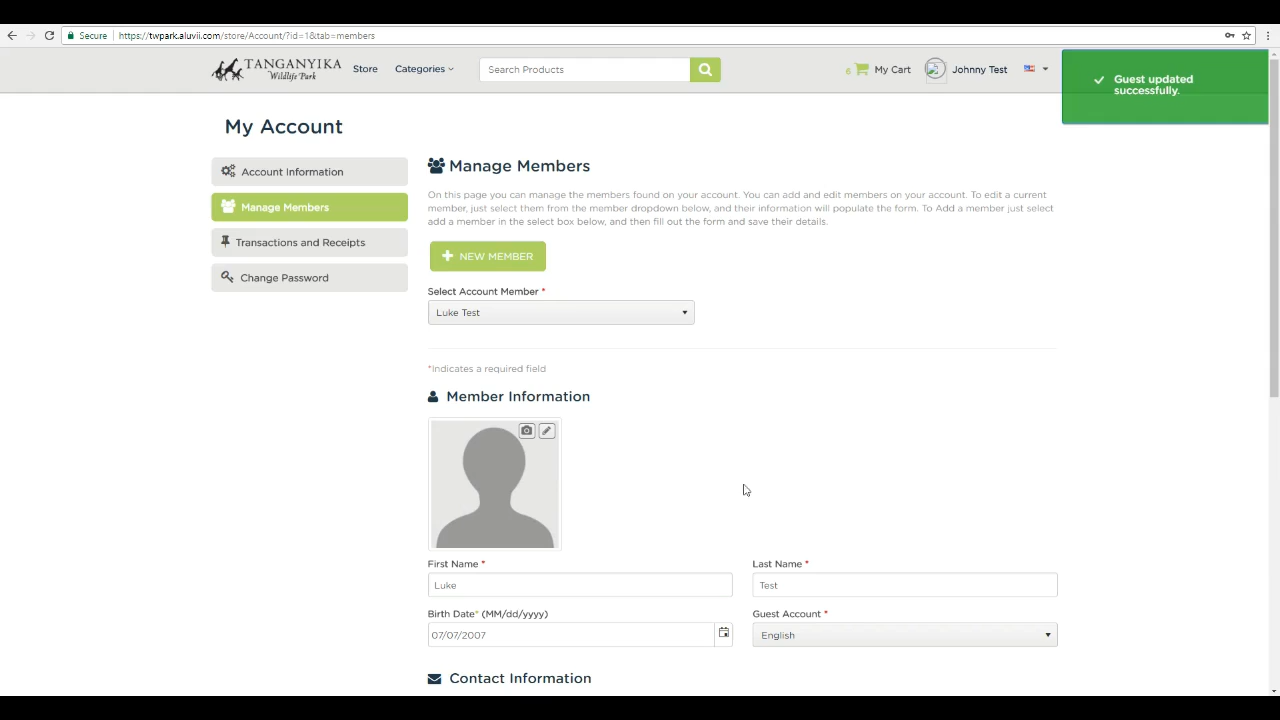 Secure https://twpark.aluvii.com/store/Account/?id=1&tab=members
TANGANYIKA
Wildlife Park
Store
Categories
Search Products
6
My Cart
Johnny Test
Guest updated
successfully.
My Account
Account Information
Manage Members
Transactions and Receipts
Change Password
Manage Members
On this page you can manage the members found on your account. You can add and edit members on your account. To edit a current
member, just select them from the member dropdown below, and their information will populate the form. To Add a member just select
add a member in the select box below, and then fill out the form and save their details.
NEW MEMBER
Select Account Member *
Luke Test
*Indicates a required field
Member Information
First Name *
Last Name *
Luke
Test
Birth Date* (MM/dd/yyyy)
Guest Account *
07/07/2007
English
Contact Information